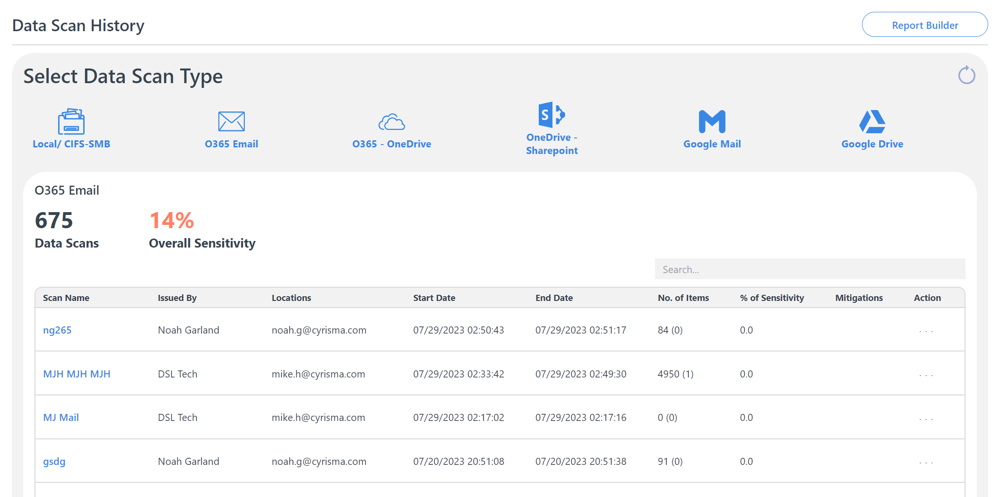 Data Scan History
Report Builder
Select Data Scan Type
Local/ CIFS-SMB
O365 Email
O365 - OneDrive
S
OneDrive -
Sharepoint
Google Mail
Google Drive
O365 Email
675
14%
Data Scans
Overall Sensitivity
Search...
Scan Name Issued By Locations Start Date End Date No. of Items % of Sensitivity Mitigations Action
ng265 Noah Garland noah.g@cyrisma.com 07/29/2023 02:50:43 07/29/2023 02:51:17 84 (0) 0.0 ...
MJH MJH MJH DSL Tech mike.h@cyrisma.com 07/29/2023 02:33:42 07/29/2023 02:49:30 4950 (1) 0.0 ...
MJ Mail DSL Tech mike.h@cyrisma.com 07/29/2023 02:17:02 07/29/2023 02:17:16 0 (0) 0.0 ...
gsdg Noah Garland noah.g@cyrisma.com 07/20/2023 20:51:08 07/20/2023 20:51:38 91 (0) 0.0 ...